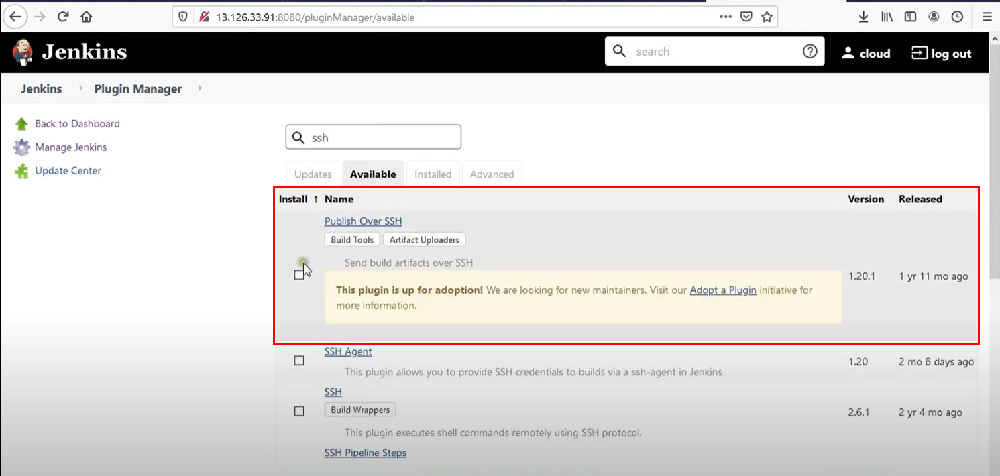 13.126.33.91:8080/pluginManager/available
Jenkins
search
cloud
log out
Jenkins
Plugin Manager
Back to Dashboard
Manage Jenkins
Update Center
ssh
Updates
Available
Installed
Advanced
Install ↑ Name Version Released
Publish Over SSH
Build Tools Artifact Uploaders
Send build artifacts over SSH
This plugin is up for adoption! We are looking for new maintainers. Visit our Adopt a Plugin initiative for
more information.
1.20.1 1 yr 11 mo ago
SSH Agent
This plugin allows you to provide SSH credentials to builds via a ssh-agent in Jenkins
1.20 2 mo 8 days ago
SSH
Build Wrappers
This plugin executes shell commands remotely using SSH protocol.
2.6.1 2 yr 4 mo ago
SSH Pipeline Steps